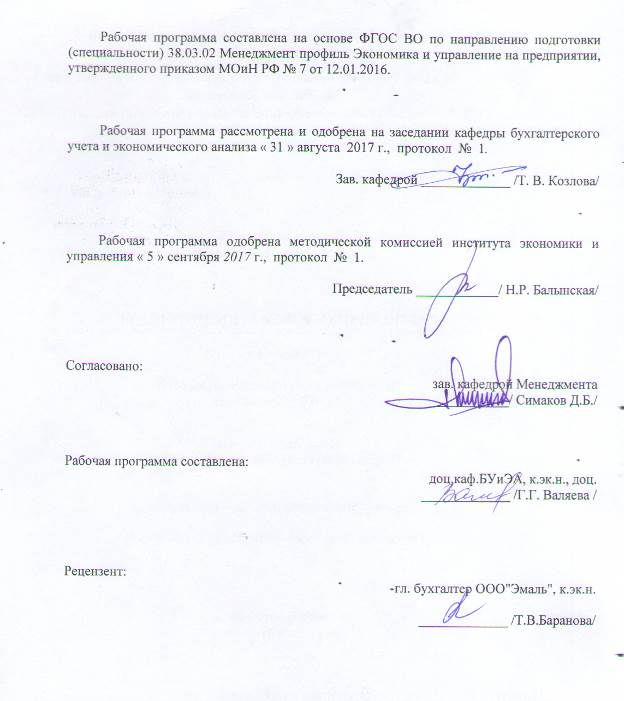 Рабочая программа составлена на основе ФГОС ВО по направлению подготовки
(специальности) 38.03.02 Менеджмент профиль Экономика и управление на предприятии,
утвержденного приказом МОиН РФ № 7 от 12.01.2016.
Рабочая программа рассмотрена и одобрена на заседании кафедры бухгалтерского
учета и экономического анализа « 31 » августа 2017 г., протокол № 1.
Зав. кафедрой ____________ /Т. В. Козлова/
Рабочая программа одобрена методической комиссией института экономики и
управления « 5 » сентября 2017 г., протокол № 1.
Председатель ____________/ Н.Р. Балынская/
Согласовано:
зав. кафедрой Менеджмента
/ Симаков Д.Б./
Рабочая программа составлена:
доц.каф.БУиЭА, к.эк.н., доц.
____________ /Г.Г. Валяева /
Рецензент:
гл. бухгалтер ООО"Эмаль", к.эк.н.
____________ /Т.В.Баранова/